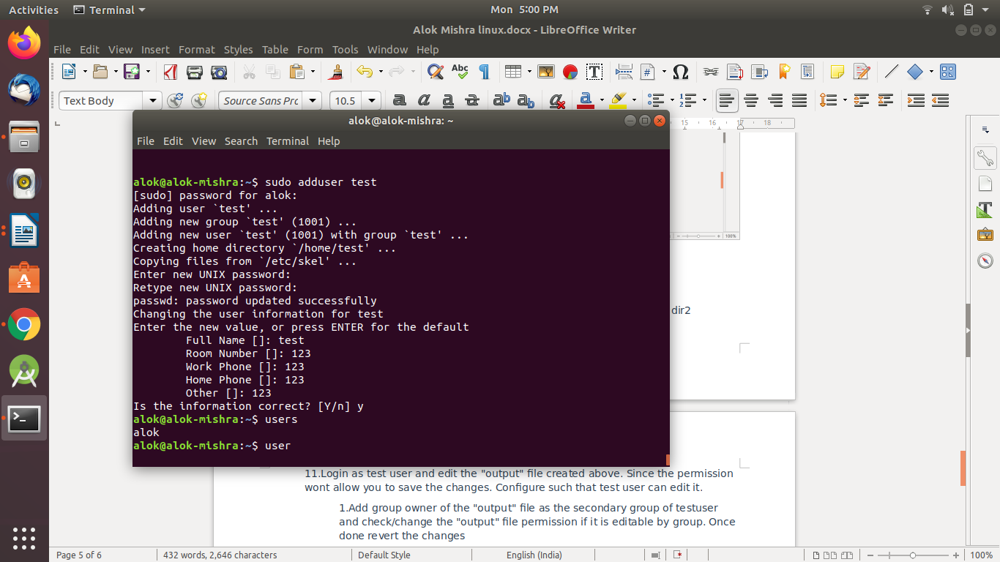 Activities Terminal Mon 5:00 PM
Alok Mishra linux.docx - LibreOffice Writer
File Edit View Insert Format Styles Table Form Tools Window Help
Text Body Source Sans Prc 10.5
15 16 17 18
alok@alok-mishra: ~
File Edit View Search Terminal Help
alok@alok-mishra:~$ sudo adduser test
[sudo] password for alok:
Adding user `test' ...
Adding new group `test' (1001) ...
Adding new user `test' (1001) with group `test' ...
Creating home directory `/home/test' ...
Copying files from `/etc/skel' ...
Enter new UNIX password:
Retype new UNIX password:
passwd: password updated successfully
Changing the user information for test
Enter the new value, or press ENTER for the default
Full Name []: test
Room Number []: 123
Work Phone []: 123
Home Phone []: 123
Other []: 123
Is the information correct? [Y/n] y
alok@alok-mishra:~$ users
alok
alok@alok-mishra:~$ user
100%
dir2
11.Login as test user and edit the "output" file created above. Since the permission
wont allow you to save the changes. Configure such that test user can edit it.
1.Add group owner of the "output" file as the secondary group of testuser
and check/change the "output" file permission if it is editable by group. Once
done revert the changes
Page 5 of 6 432 words, 2,646 characters Default Style English (India) 100%